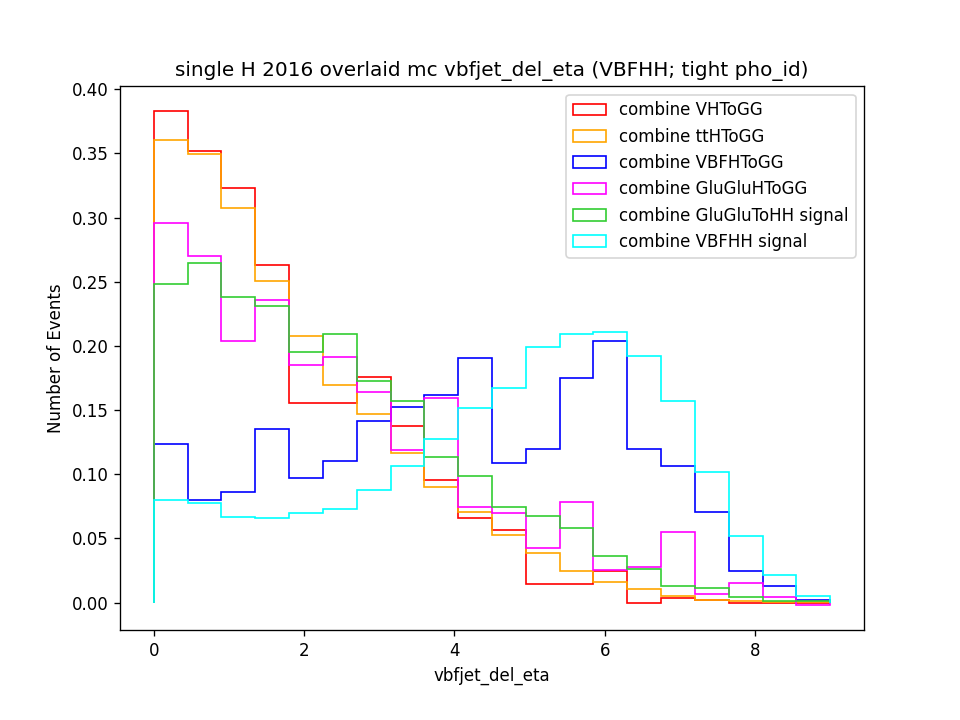 single H 2016 overlaid mc vbfjet_del_eta (VBFHH; tight pho_id)
combine VHToGG
combine ttHToGG
combine VBFHToGG
combine GluGluHToGG
combine GluGluToHH signal
combine VBFHH signal
Number of Events
0.40
0.35
0.30
0.25
0.20
0.15
0.10
0.05
0.00
0 2 4 6 8
vbfjet_del_eta